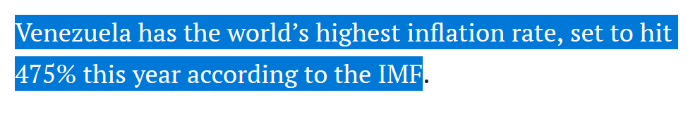 Venezuela has the world’s highest inflation rate, set to hit
475% this year according to the IMF.